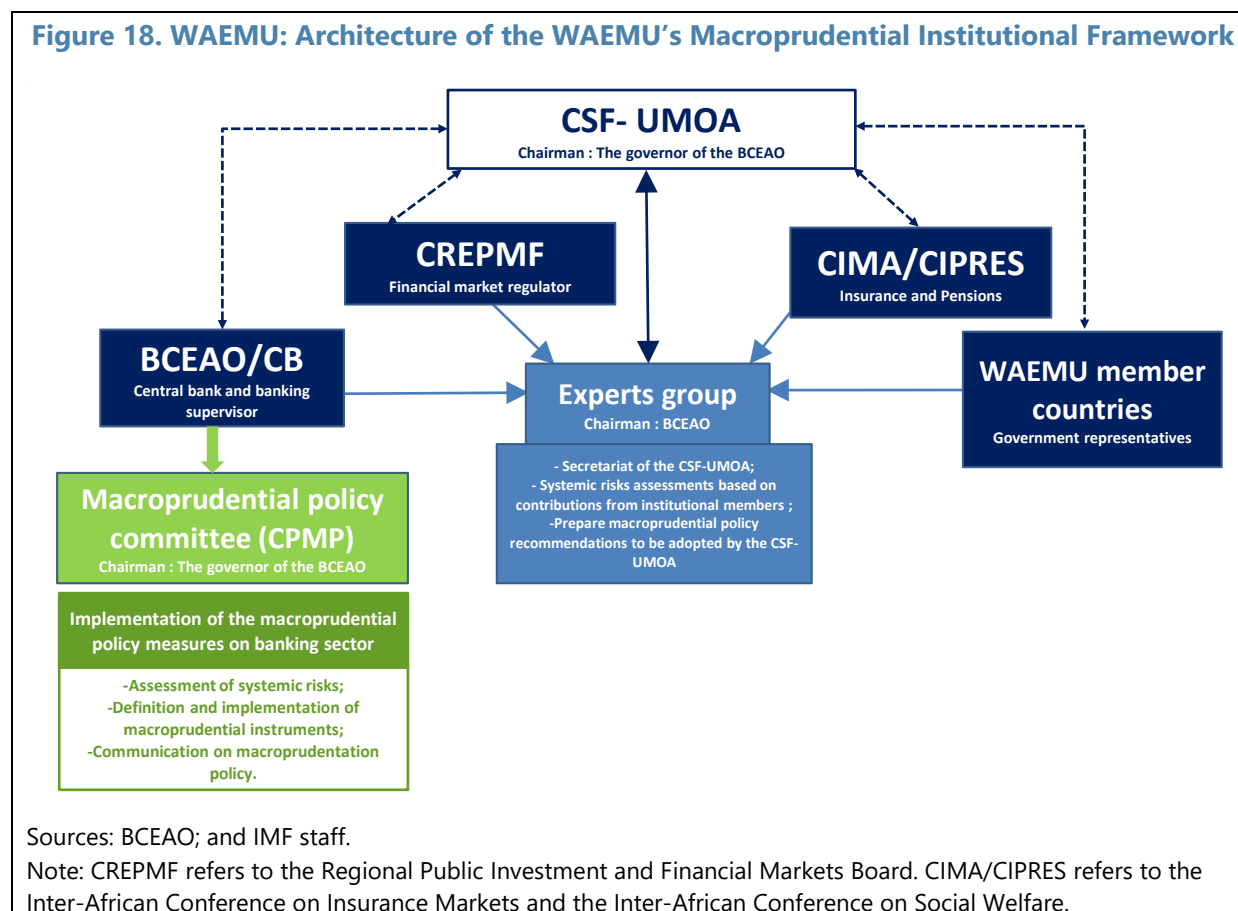 Figure 18. WAEMU: Architecture of the WAEMU's Macroprudential Institutional Framework
CSF- UMOA
Chairman : The governor of the BCEAO
CREPMF
Financial market regulator
CIMA/CIPRES
Insurance and Pensions
BCEAO/CB
Central bank and banking
supervisor
Experts group
Chairman : BCEAO
WAEMU member
countries
Government representatives
- Secretariat of the CSF-UMOA;
- Systemic risks assessments based on
contributions from institutional members ;
-Prepare macroprudential policy
recommendations to be adopted by the CSF-
UMOA
Macroprudential policy
committee (CPMP)
Chairman : The governor of the BCEAO
Implementation of the macroprudential
policy measures on banking sector
-Assessment of systemic risks;
-Definition and implementation of
macroprudential instruments;
-Communication on macroprudentation
policy.
Sources: BCEAO; and IMF staff.
Note: CREPMF refers to the Regional Public Investment and Financial Markets Board. CIMA/CIPRES refers to the
Inter-African Conference on Insurance Markets and the Inter-African Conference on Social Welfare.